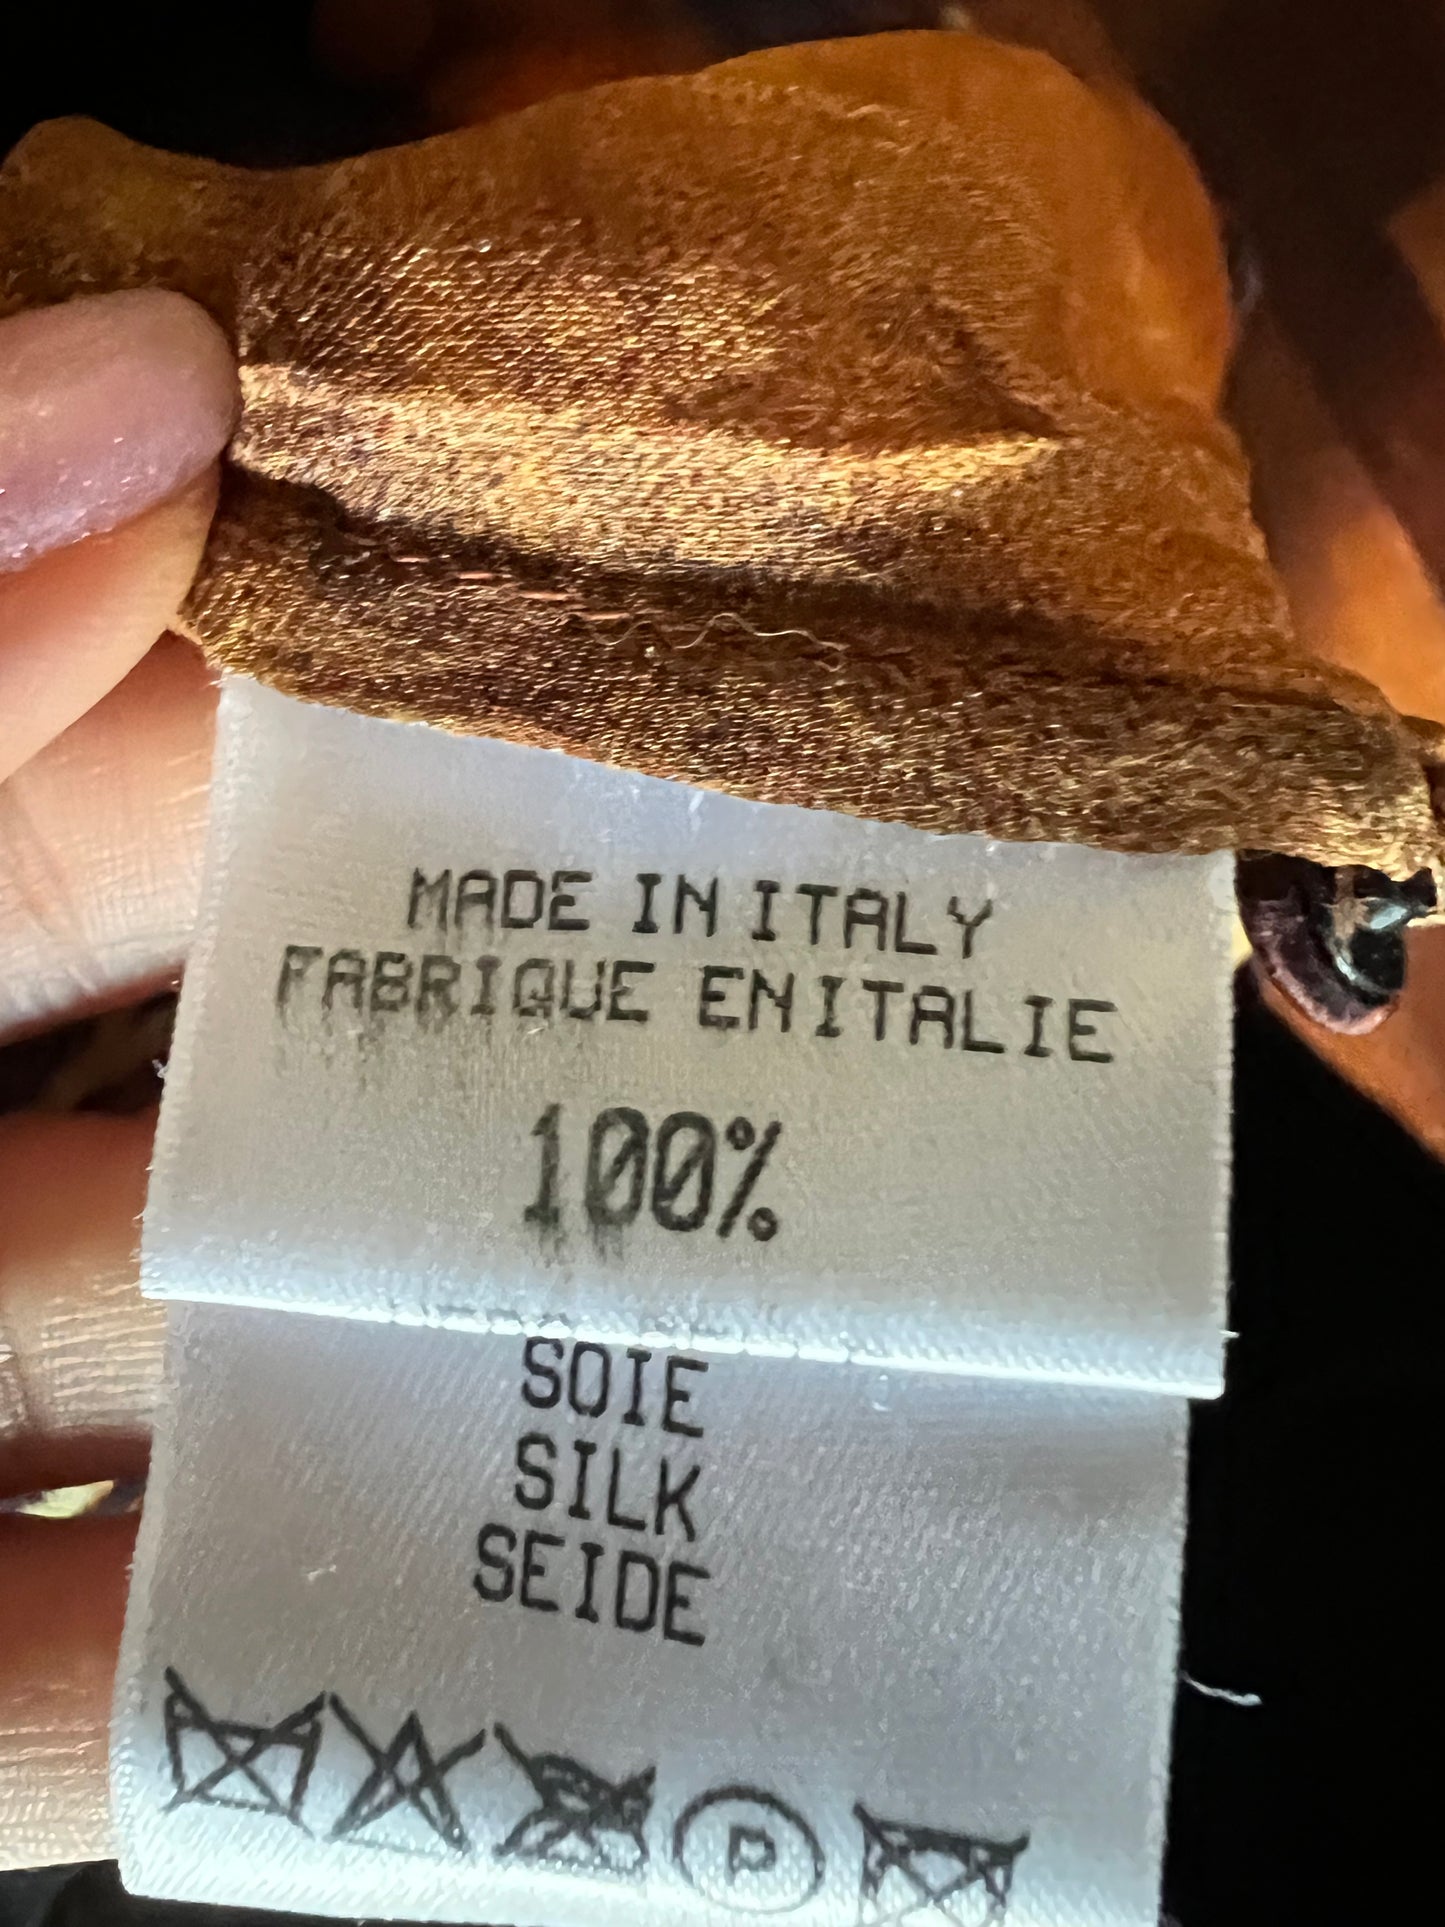 MADE IN ITALY
FABRIQUE EN ITALIE
100%
SOIE
SILK
SEIDE
P